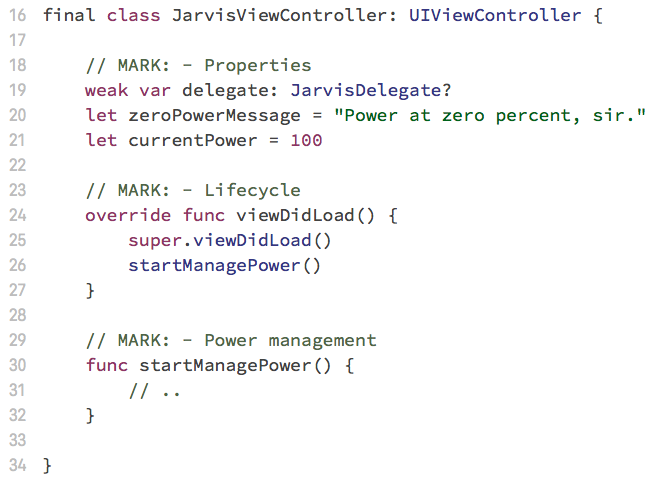 16 final class JarvisViewController: UIViewController {
17
18     // MARK: - Properties
19     weak var delegate: JarvisDelegate?
20     let zeroPowerMessage = "Power at zero percent, sir."
21     let currentPower = 100
22
23     // MARK: - Lifecycle
24     override func viewDidLoad() {
25         super.viewDidLoad()
26         startManagePower()
27     }
28
29     // MARK: - Power management
30     func startManagePower() {
31         // ..
32     }
33
34 }